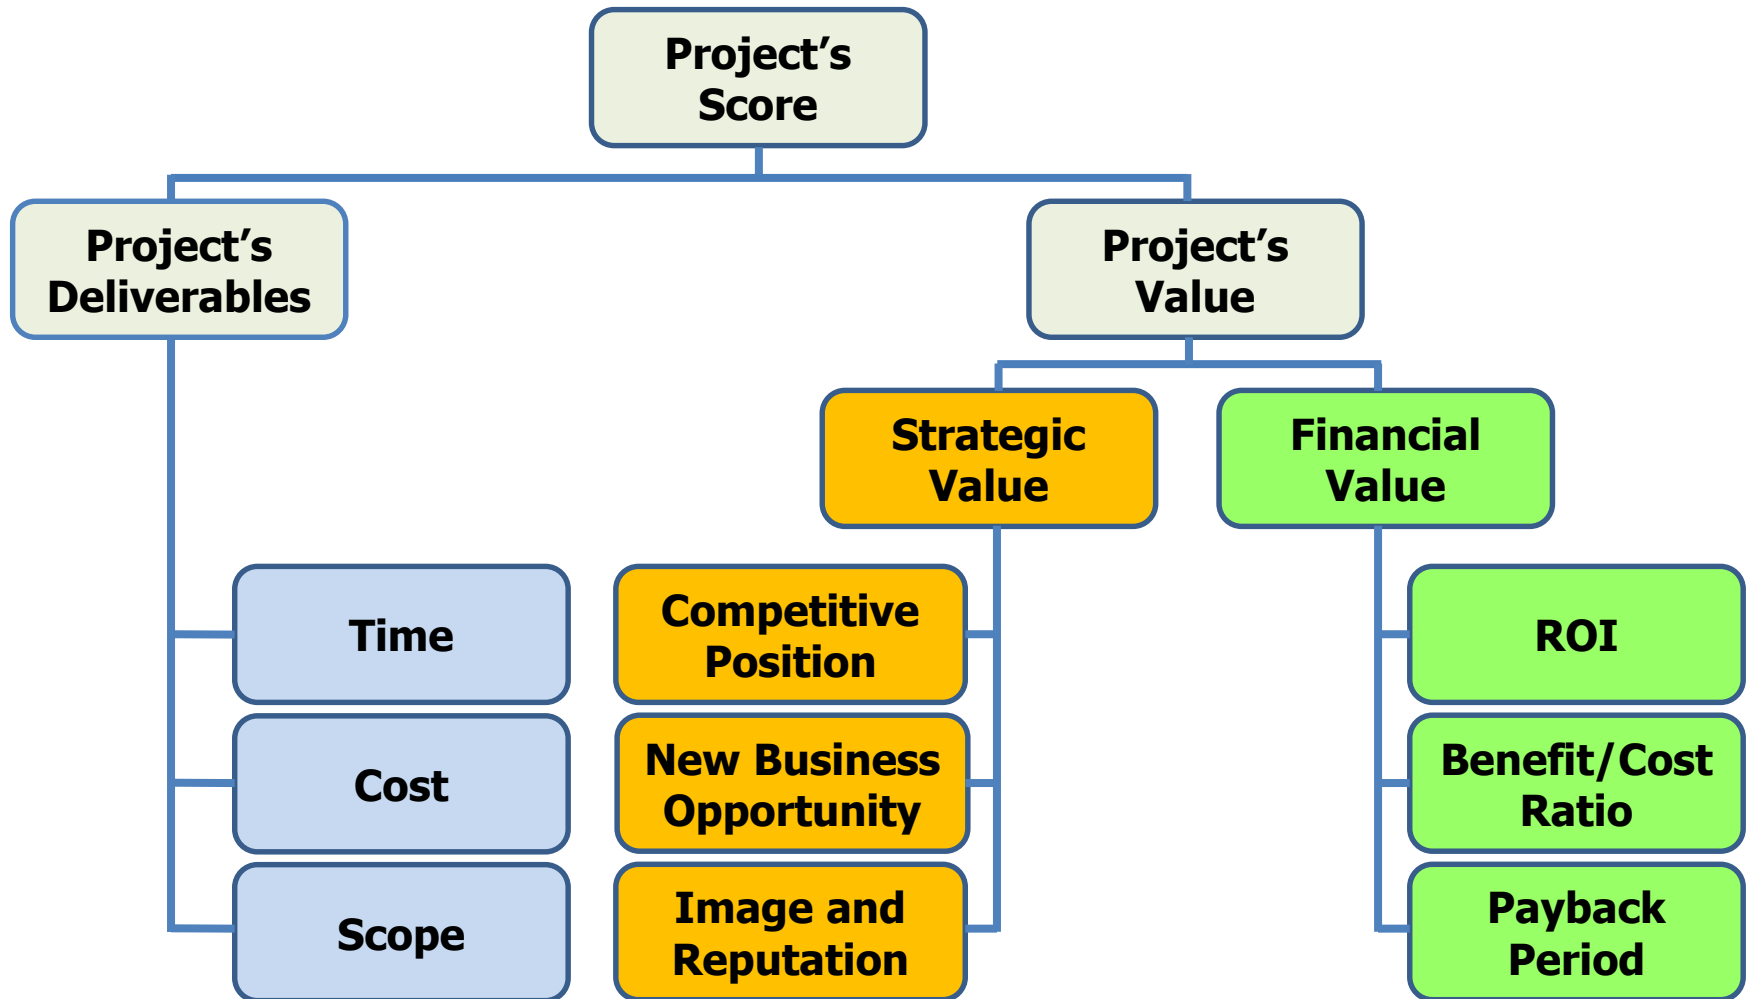 Project’s
Score
Project’s
Deliverables
Project’s
Value
Strategic
Value
Financial
Value
Time
Competitive
Position
ROI
Cost
New Business
Opportunity
Benefit/Cost
Ratio
Scope
Image and
Reputation
Payback
Period